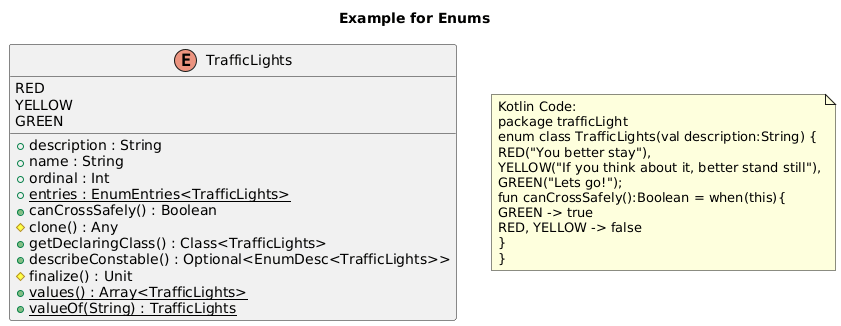 Example for Enums
E TrafficLights
RED
YELLOW
GREEN
description : String
name : String
ordinal : Int
entries : EnumEntries<TrafficLights>
canCrossSafely() : Boolean
clone() : Any
getDeclaringClass() : Class<TrafficLights>
describeConstable() : Optional<EnumDesc<TrafficLights>>
finalize() : Unit
values() : Array<TrafficLights>
valueOf(String) : TrafficLights
Kotlin Code:
package trafficLight
enum class TrafficLights(val description:String) {
RED("You better stay"),
YELLOW("If you think about it, better stand still"),
GREEN("Lets go!");
fun canCrossSafely():Boolean = when(this){
GREEN -> true
RED, YELLOW -> false
}
}